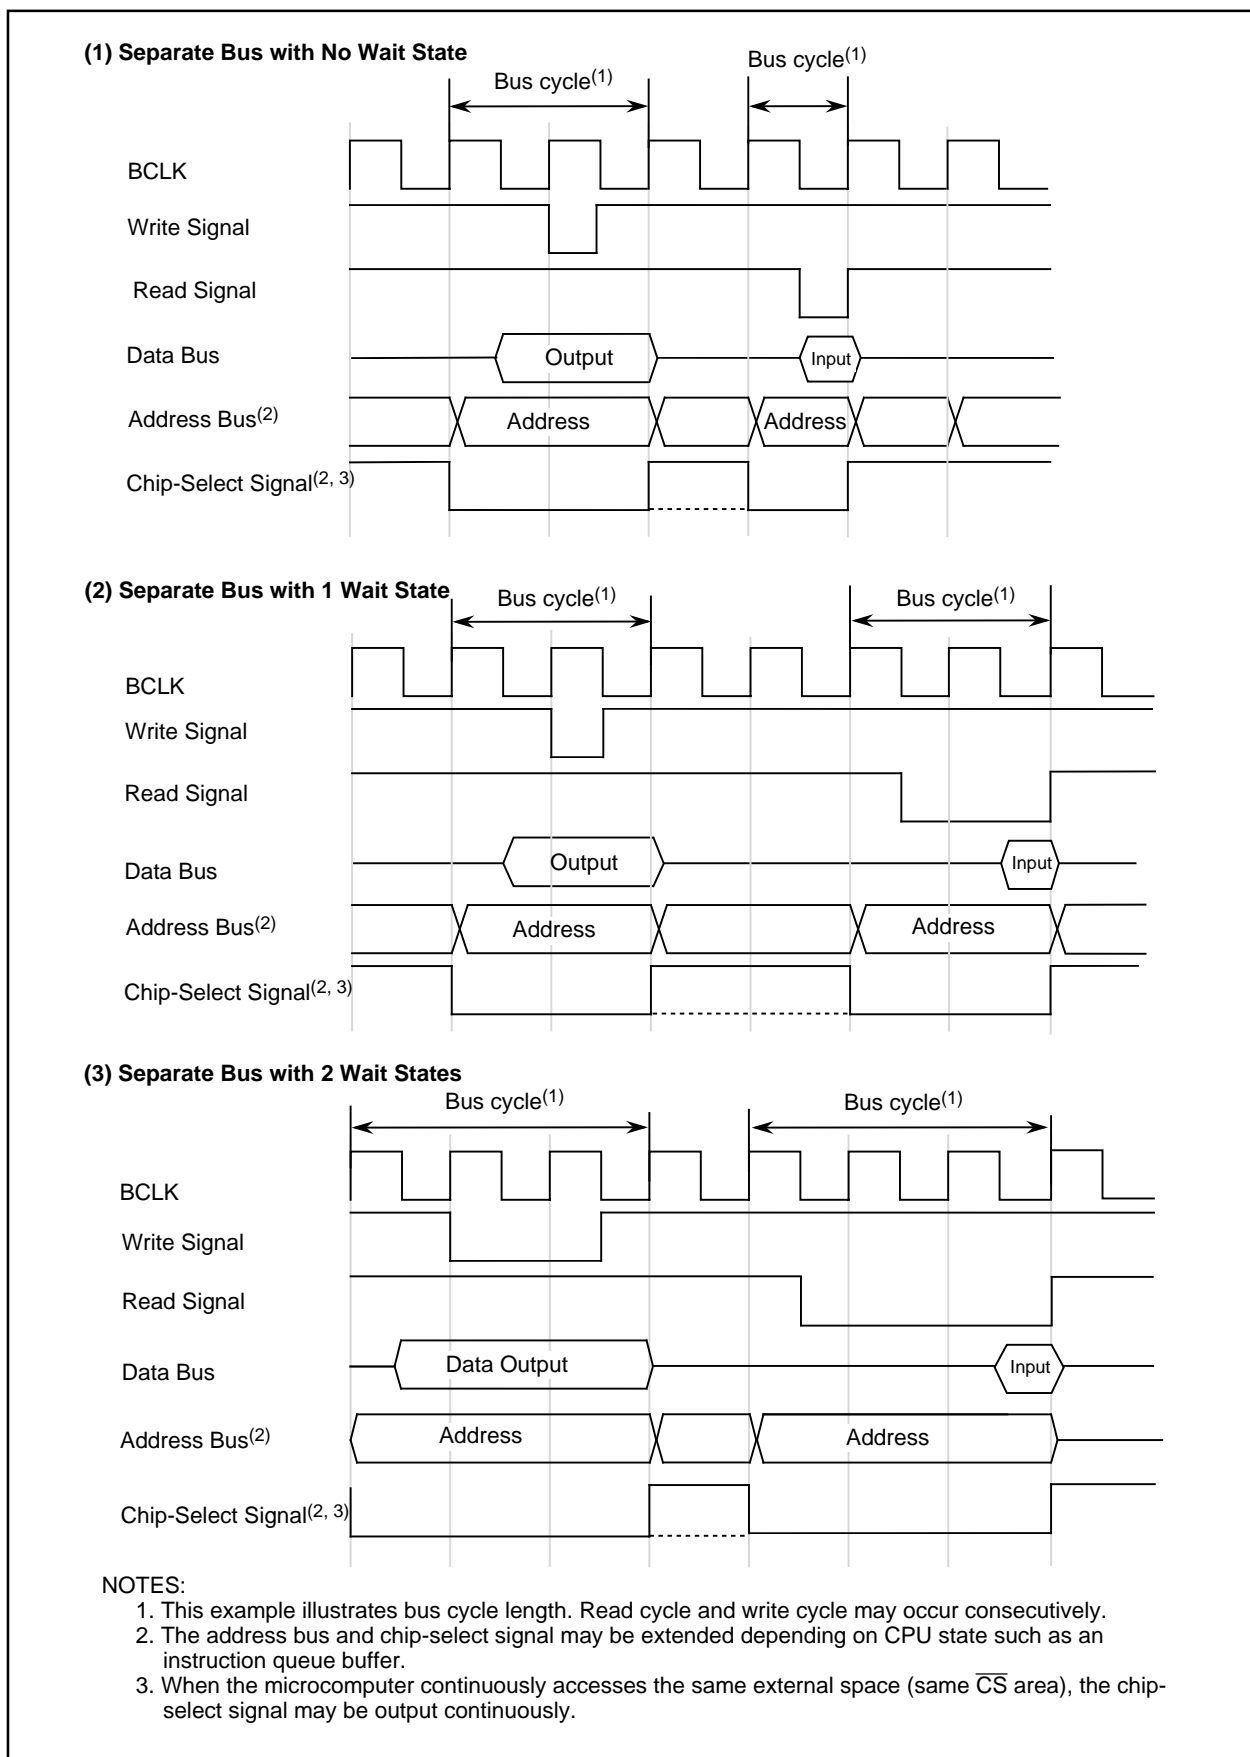 (1) Separate Bus with No Wait State
Bus cycle(1)
Bus cycle(1)
BCLK
Write Signal
Read Signal
Data Bus
Output
Input
Address Bus(2)
Address
Address
Chip-Select Signal(2, 3)
(2) Separate Bus with 1 Wait State
Bus cycle(1)
Bus cycle(1)
BCLK
Write Signal
Read Signal
Data Bus
Output
Input
Address Bus(2)
Address
Address
Chip-Select Signal(2, 3)
(3) Separate Bus with 2 Wait States
Bus cycle(1)
Bus cycle(1)
BCLK
Write Signal
Read Signal
Data Bus
Data Output
Input
Address Bus(2)
Address
Address
Chip-Select Signal(2, 3)
NOTES:
1. This example illustrates bus cycle length. Read cycle and write cycle may occur consecutively.
2. The address bus and chip-select signal may be extended depending on CPU state such as an
instruction queue buffer.
3. When the microcomputer continuously accesses the same external space (same C̅S̅ area), the chip-
select signal may be output continuously.